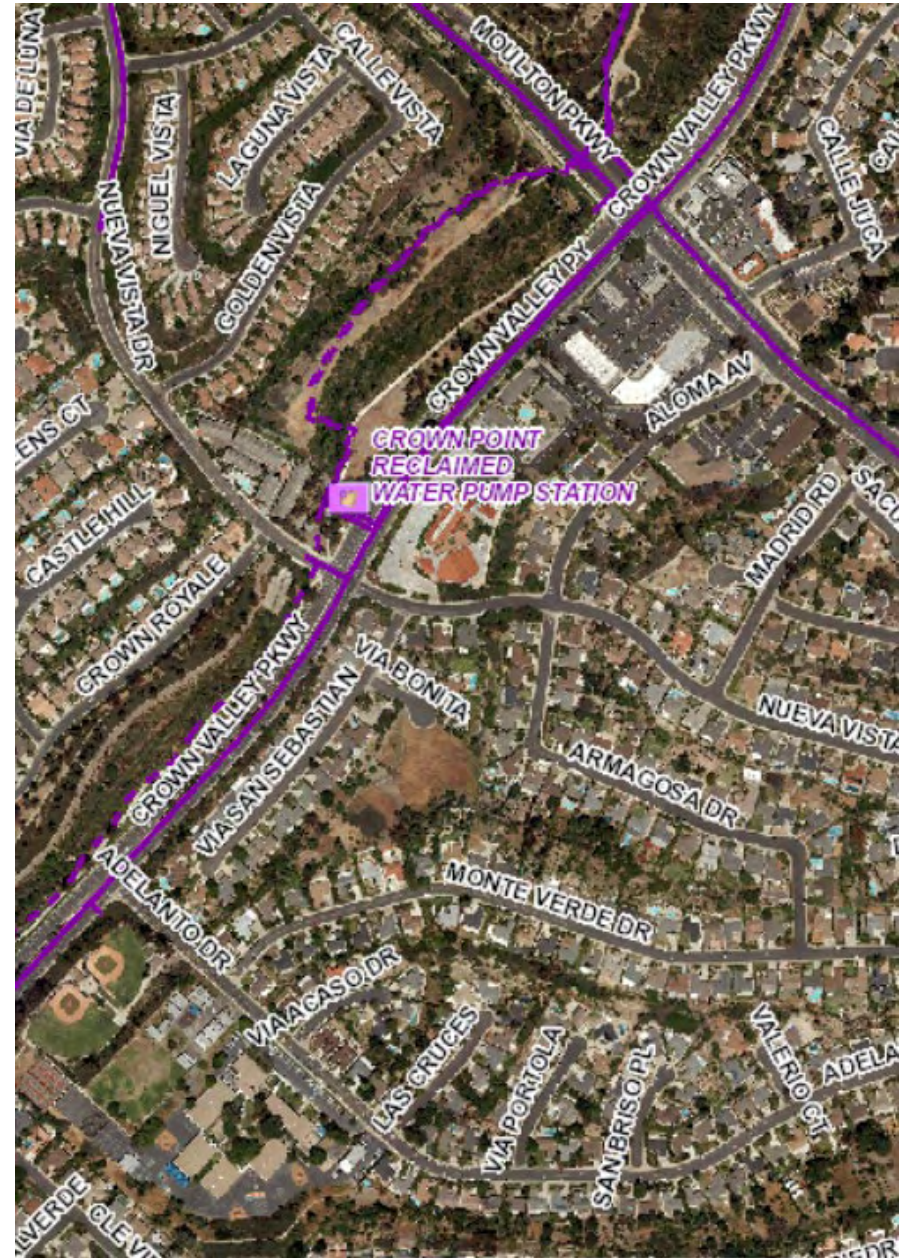 VIA DE LUNA
CALLE VISTA
MOULTON PKWY
CROWN VALLEY PKWY
LAGUNA VISTA
NIGUEL VISTA
CALLE JUCA
NUEVA VISTA DR
GOLDEN VISTA
CROWN VALLEY PY
ALOMA AV
ENS CT
CROWN POINT
RECLAIMED
WATER PUMP STATION
CASTLE HILL
MADRID RD
CROWN ROYALE
CROWN VALLEY PKWY
VIA SAN SEBASTIAN
VIA BONITA
NUEVA VISTA
ARMAGOSA DR
ADELANTO DR
MONTE VERDE DR
VIA ACASO DR
LAS CRUCES
VIA PORTOLA
SAN BRISO PL
VALERIO CT
ADELA
LVERDE